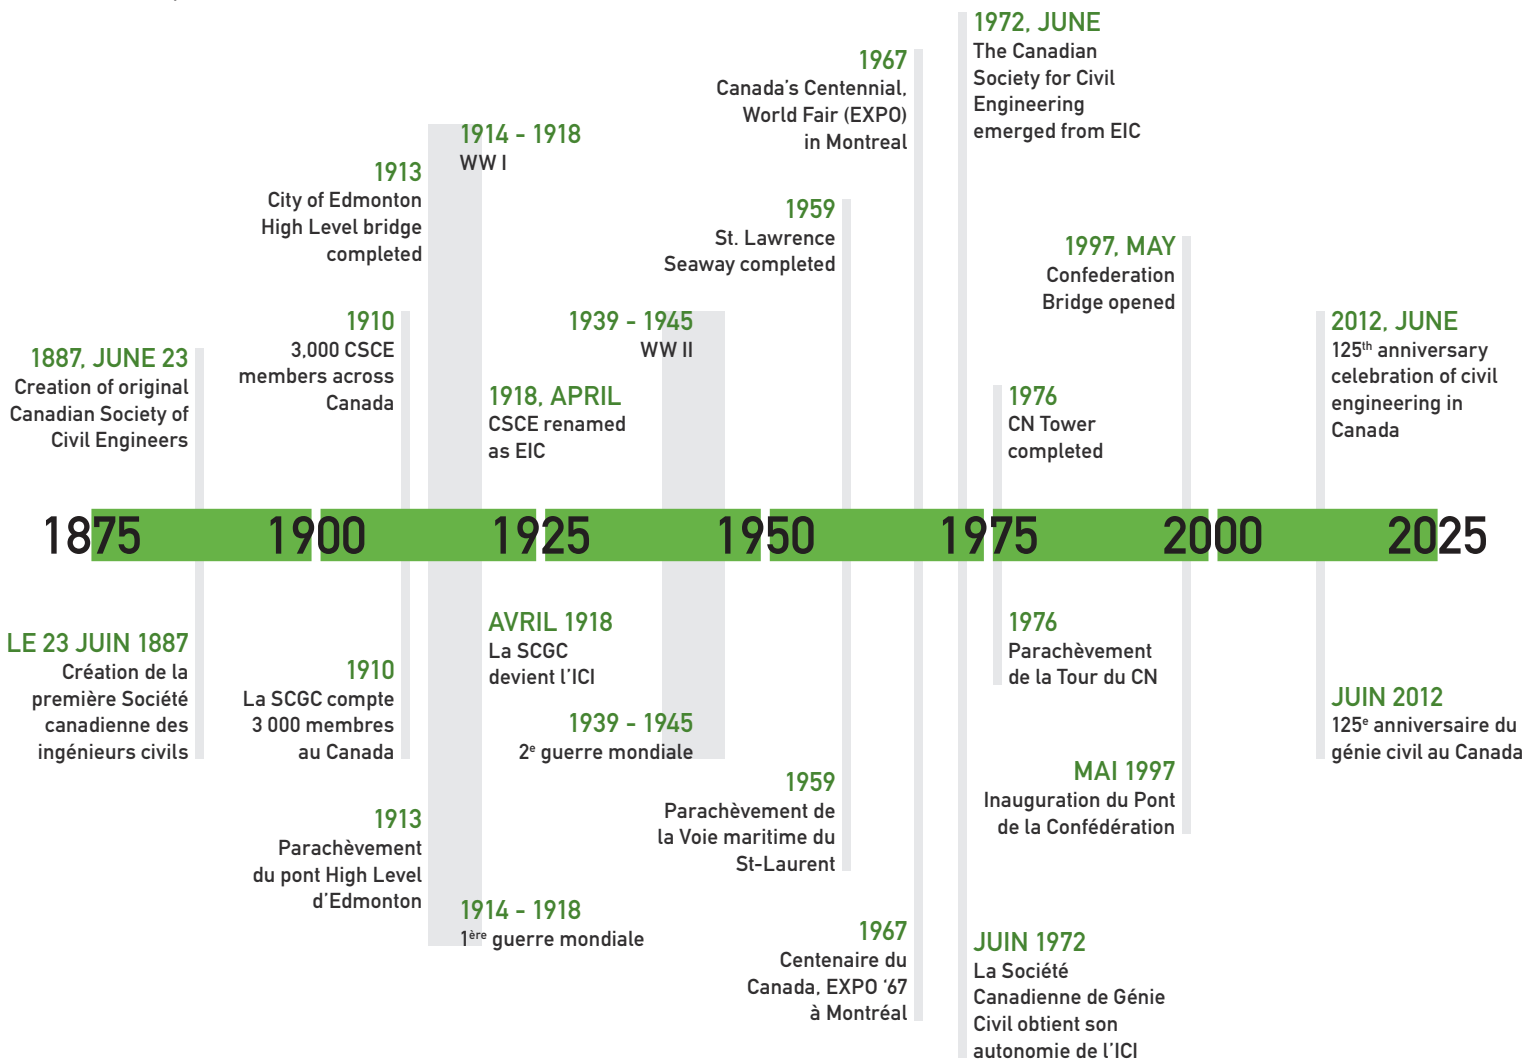 1972, JUNE
The Canadian
Society for Civil
Engineering
emerged from EIC
1967
Canada’s Centennial,
World Fair (EXPO)
in Montreal
1914 - 1918
WW I
1913
City of Edmonton
High Level bridge
completed
1959
St. Lawrence
Seaway completed
1997, MAY
Confederation
Bridge opened
1910
3,000 CSCE
members across
Canada
1939 - 1945
WW II
2012, JUNE
125th anniversary
celebration of civil
engineering in
Canada
1887, JUNE 23
Creation of original
Canadian Society of
Civil Engineers
1918, APRIL
CSCE renamed
as EIC
1976
CN Tower
completed
1875 1900 1925 1950 1975 2000 2025
LE 23 JUIN 1887
Création de la
première Société
canadienne des
ingénieurs civils
1910
La SCGC compte
3 000 membres
au Canada
AVRIL 1918
La SCGC
devient l’ICI
1976
Parachèvement
de la Tour du CN
1939 - 1945
2e guerre mondiale
JUIN 2012
125e anniversaire du
génie civil au Canada
1959
Parachèvement de
la Voie maritime du
St-Laurent
MAI 1997
Inauguration du Pont
de la Confédération
1913
Parachèvement
du pont High Level
d’Edmonton
1914 - 1918
1ère guerre mondiale
1967
Centenaire du
Canada, EXPO ‘67
à Montréal
JUIN 1972
La Société
Canadienne de Génie
Civil obtient son
autonomie de l’ICI